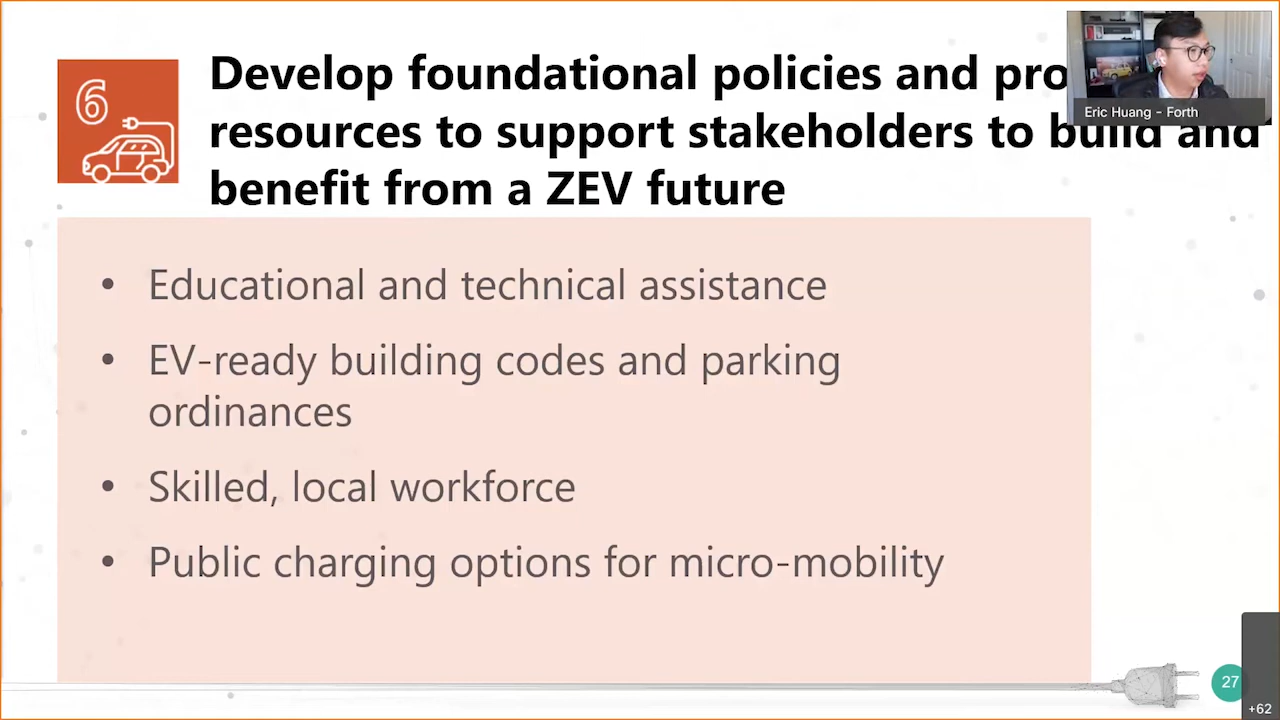 6
Develop foundational policies and pro
resources to support stakeholders to build and
benefit from a ZEV future
Eric Huang - Forth
• Educational and technical assistance
• EV-ready building codes and parking
ordinances
• Skilled, local workforce
• Public charging options for micro-mobility
27
+62